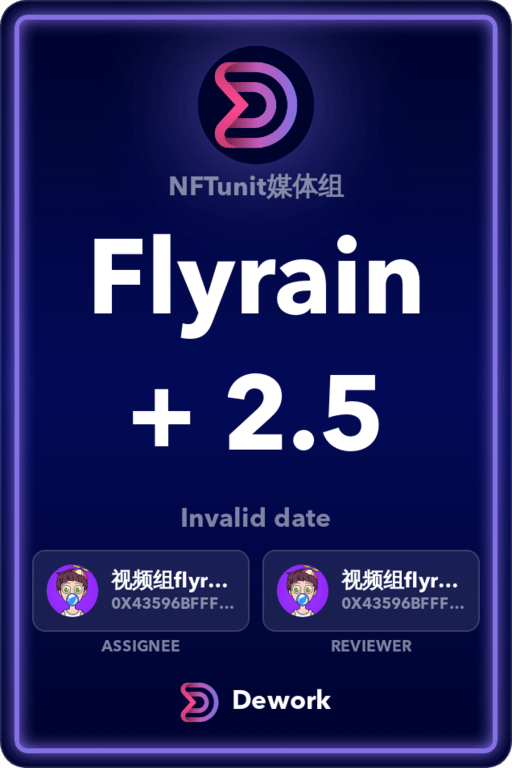 NFTunit媒体组
Flyrain
+ 2.5
Invalid date
视频组flyr...
0X43596BFFF...
ASSIGNEE
视频组flyr...
0X43596BFFF...
REVIEWER
Dework